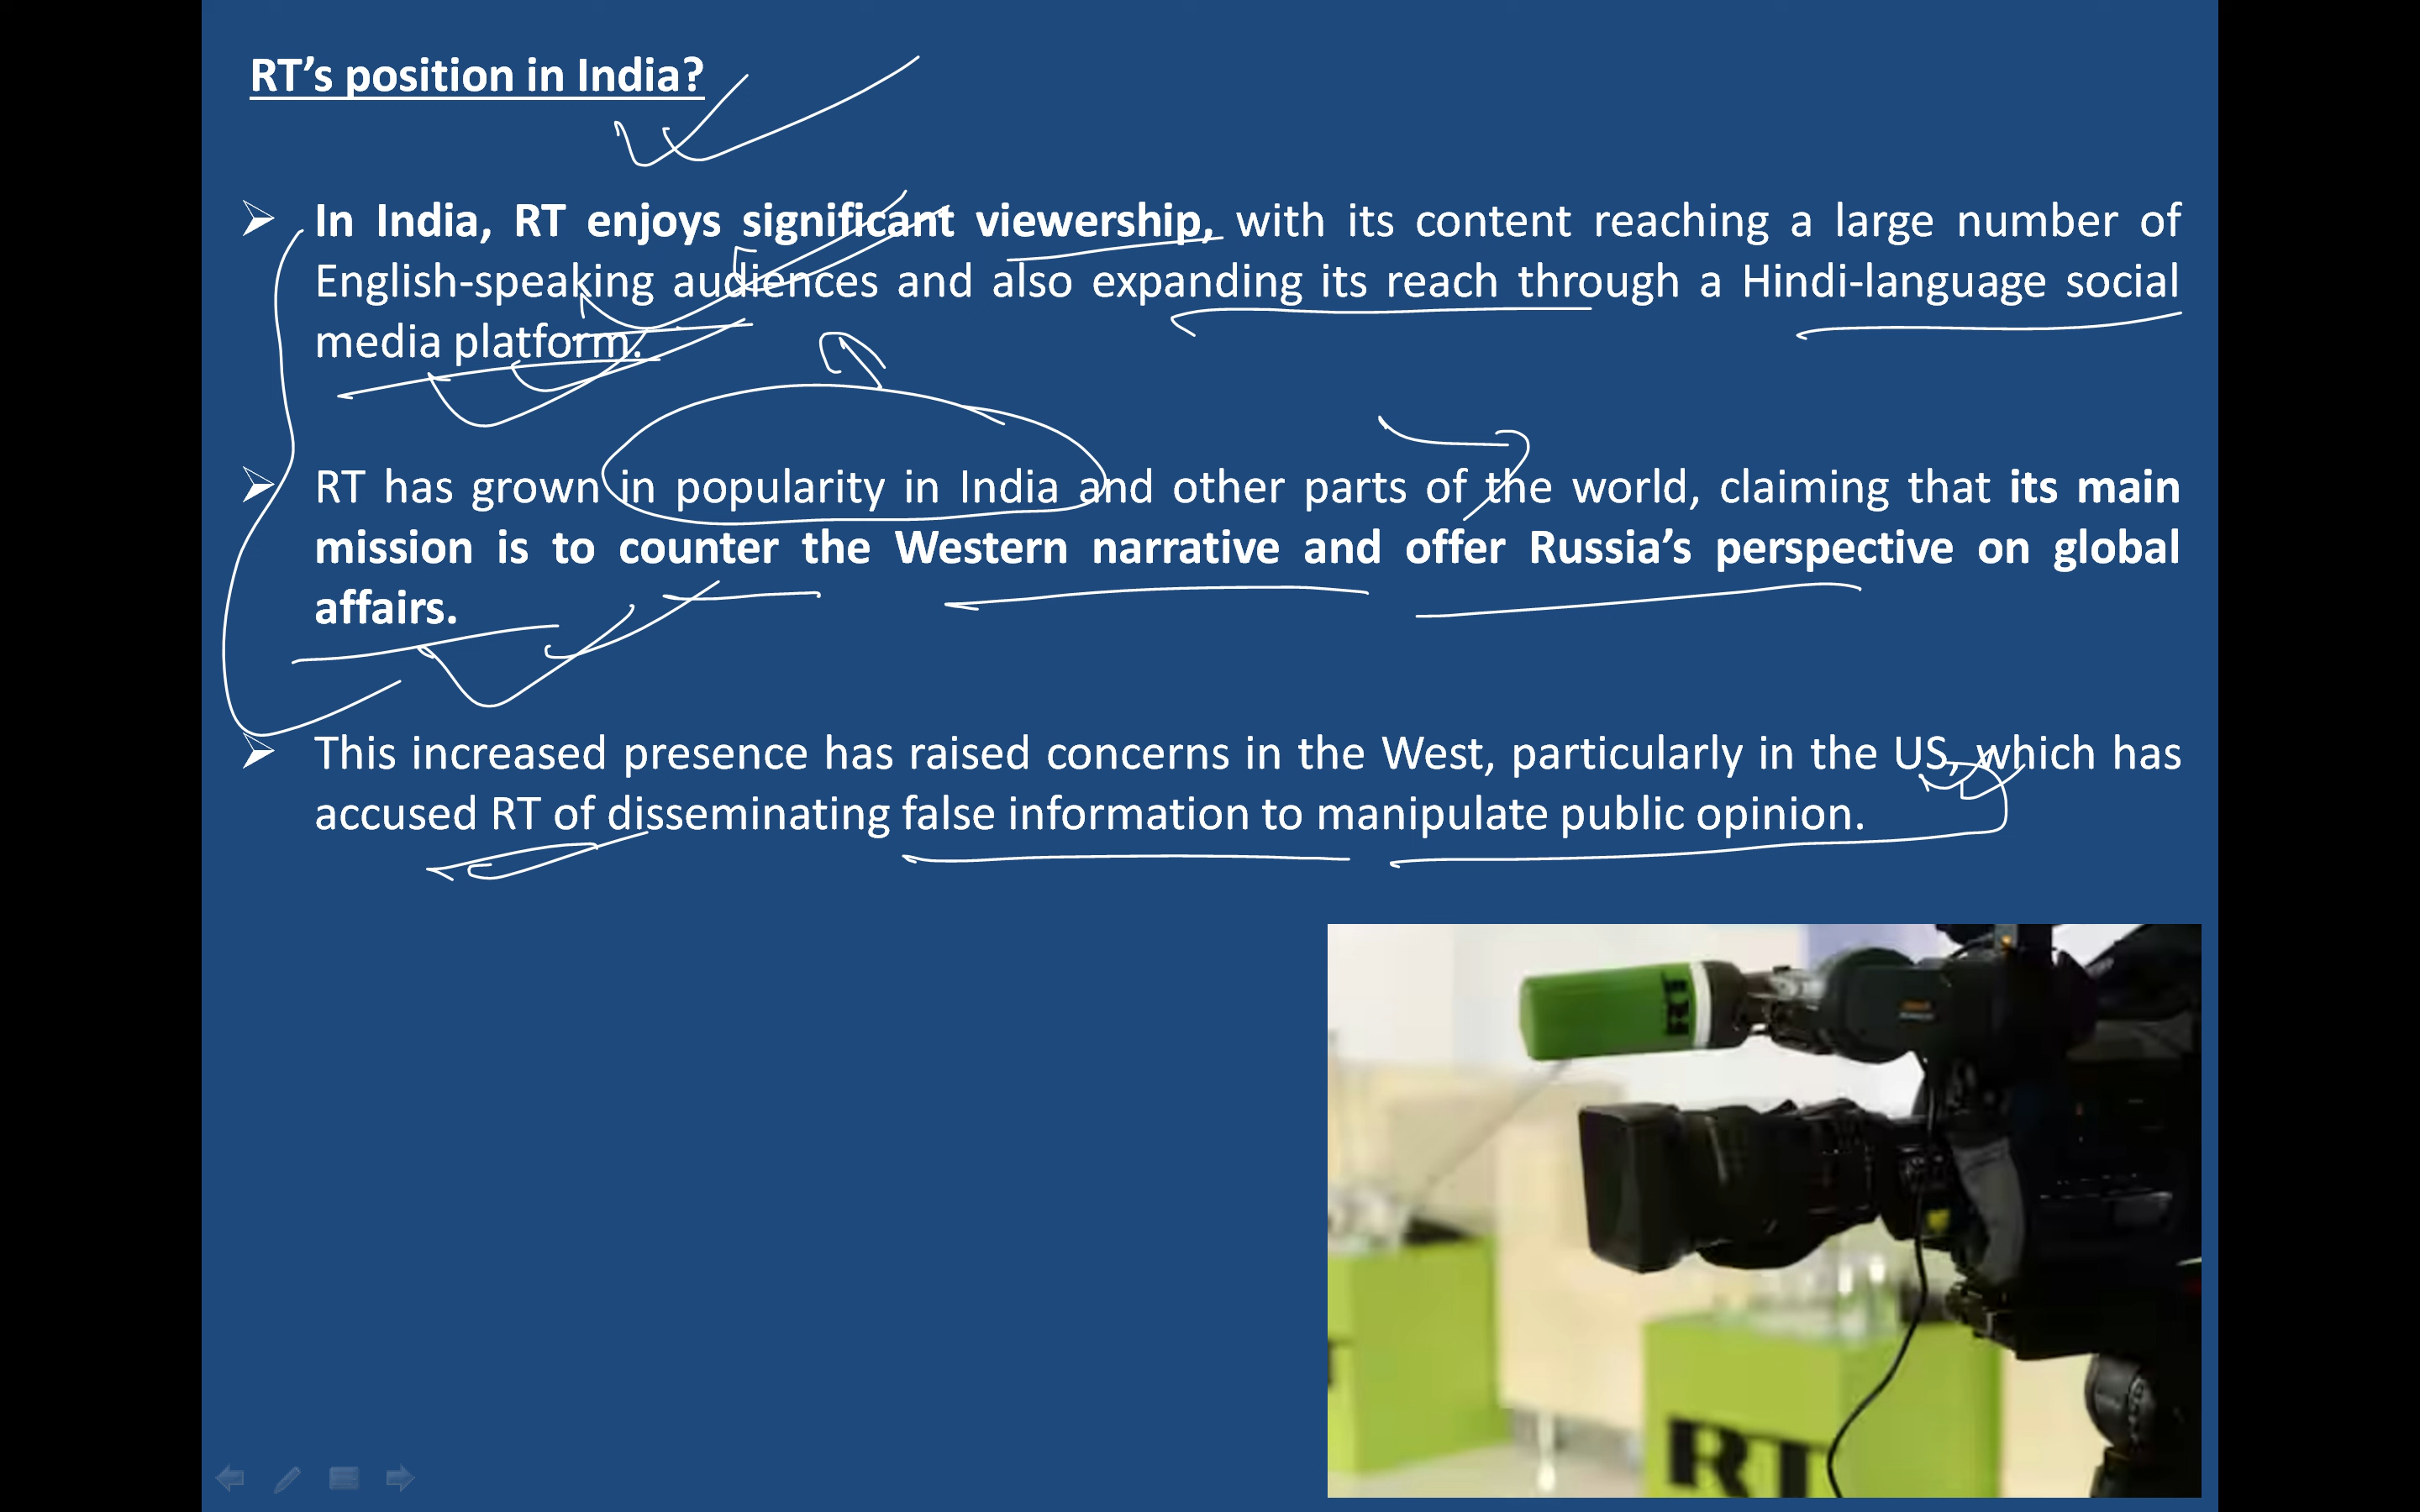 RT’s position in India?
In India, RT enjoys significant viewership, with its content reaching a large number of
English-speaking audiences and also expanding its reach through a Hindi-language social
media platform.
RT has grown in popularity in India and other parts of the world, claiming that its main
mission is to counter the Western narrative and offer Russia’s perspective on global
affairs.
This increased presence has raised concerns in the West, particularly in the US, which has
accused RT of disseminating false information to manipulate public opinion.
RT
RT